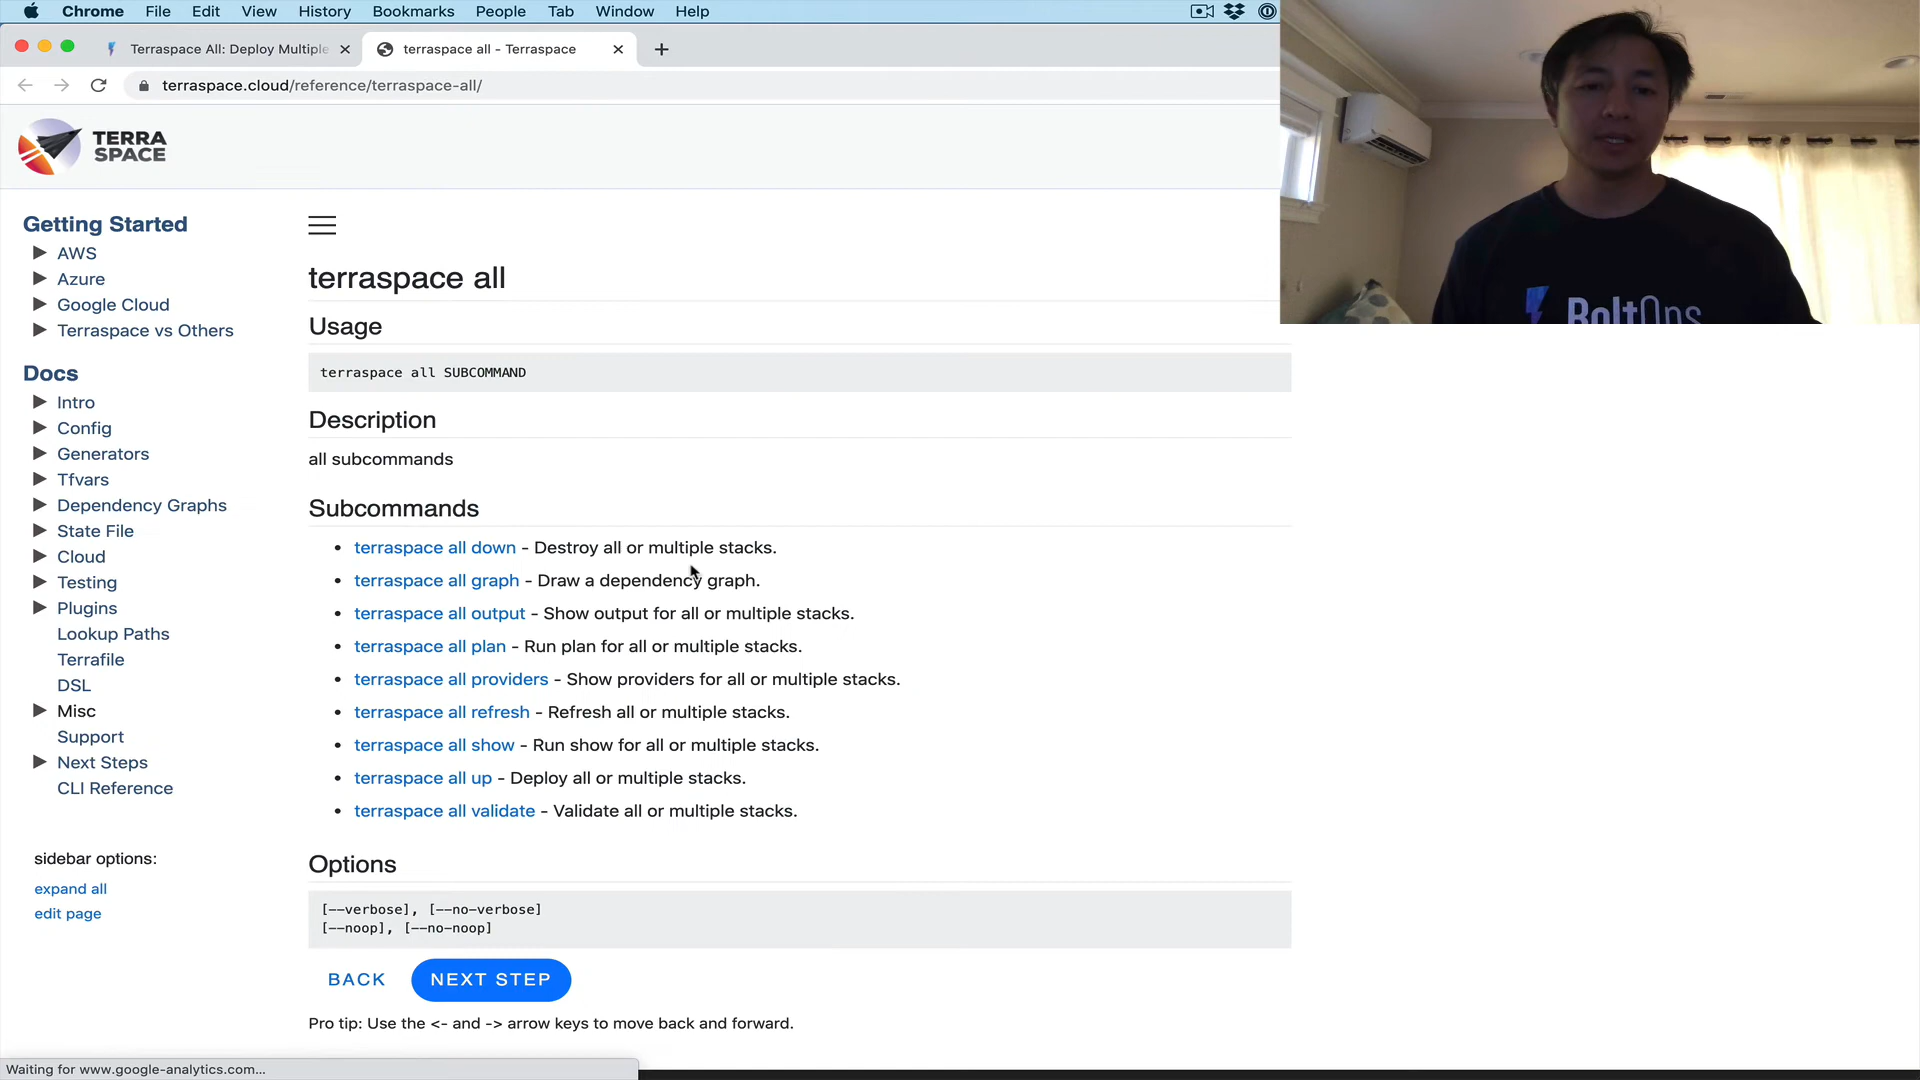 Chrome File Edit View History Bookmarks People Tab Window Help
Terraspace All: Deploy Multiple
terraspace all - Terraspace
terraspace.cloud/reference/terraspace-all/
TERRA
SPACE
Getting Started
AWS
Azure
Google Cloud
Terraspace vs Others
Docs
Intro
Config
Generators
Tfvars
Dependency Graphs
State File
Cloud
Testing
Plugins
Lookup Paths
Terrafile
DSL
Misc
Support
Next Steps
CLI Reference
sidebar options:
expand all
edit page
terraspace all
Usage
terraspace all SUBCOMMAND
Description
all subcommands
Subcommands
terraspace all down - Destroy all or multiple stacks.
terraspace all graph - Draw a dependency graph.
terraspace all output - Show output for all or multiple stacks.
terraspace all plan - Run plan for all or multiple stacks.
terraspace all providers - Show providers for all or multiple stacks.
terraspace all refresh - Refresh all or multiple stacks.
terraspace all show - Run show for all or multiple stacks.
terraspace all up - Deploy all or multiple stacks.
terraspace all validate - Validate all or multiple stacks.
Options
[--verbose], [--no-verbose]
[--noop], [--no-noop]
BACK
NEXT STEP
Pro tip: Use the <- and -> arrow keys to move back and forward.
Waiting for www.google-analytics.com...
BoltOps